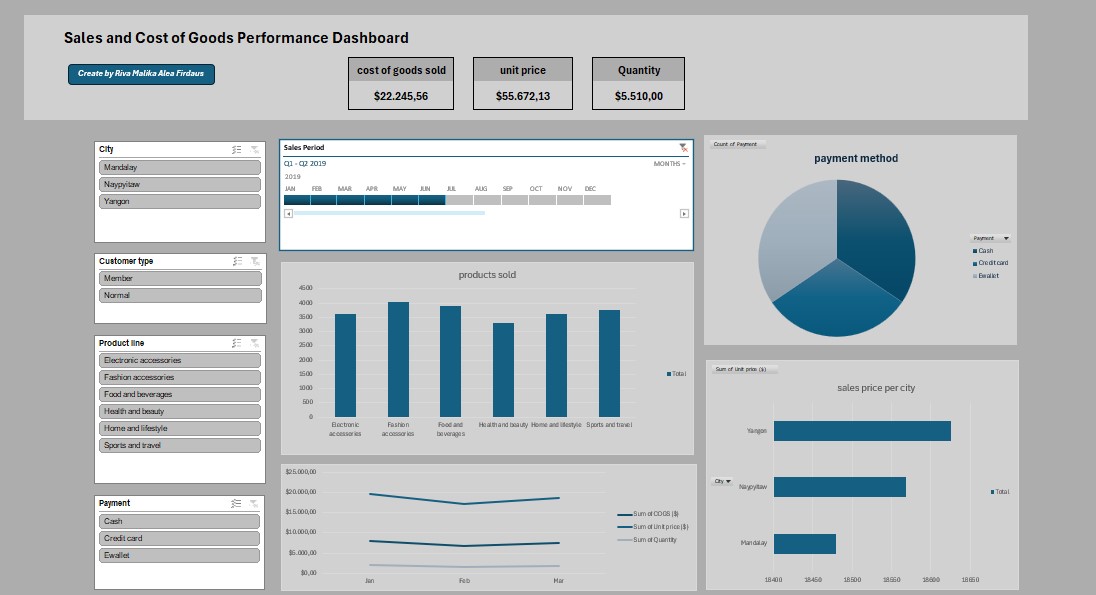 Sales and Cost of Goods Performance Dashboard
Create by Riva Malika Alea Firdaus
cost of goods sold
$22.245,56
unit price
$55.672,13
Quantity
$5.510,00
City
Mandalay
Naypyitaw
Yangon
Customer type
Member
Normal
Product line
Electronic accessories
Fashion accessories
Food and beverages
Health and beauty
Home and lifestyle
Sports and travel
Payment
Cash
Credit card
Ewallet
Sales Period
Q1 - Q2 2019
MONTHS
2019
JAN FEB MAR APR MAY JUN JUL AUG SEP OCT NOV DEC
products sold
4500
4000
3500
3000
2500
2000
1500
1000
500
0
Electronic accessories
Fashion accessories
Food and beverages
Health and beauty
Home and lifestyle
Sports and travel
Total
$25.000,00
$20.000,00
$15.000,00
$10.000,00
$5.000,00
$0,00
Jan Feb Mar
Sum of COGS ($)
Sum of Unit price ($)
Sum of Quantity
Count of Payment
payment method
Payment
Cash
Credit card
Ewallet
Sum of Unit price ($)
sales price per city
City
Yangon
Naypyitaw
Mandalay
18400 18450 18500 18550 18600 18650
Total